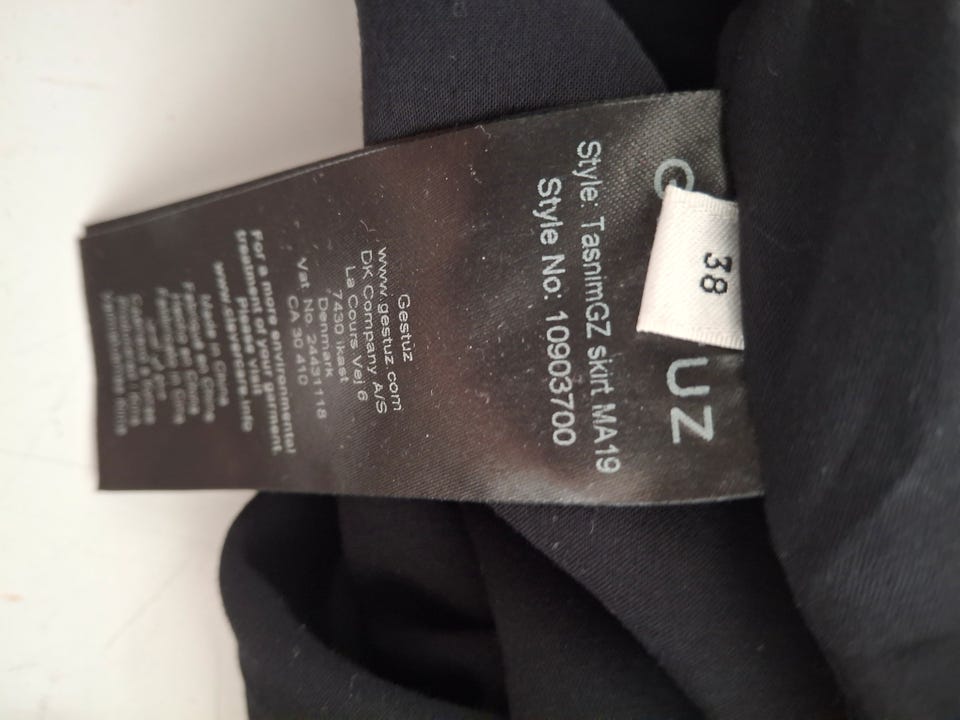 G
UZ
38
Style: TasnimGZ skirt MA19
Style No: 10903700
Gestuz
www.gestuz.com
DK Company A/S
La Cours Vej 6
7430 Ikast
Denmark
Vat No. 24431118
CA 30410
For a more environmental
treatment of your garment.
Please visit
www.clevercare.info
Made in China